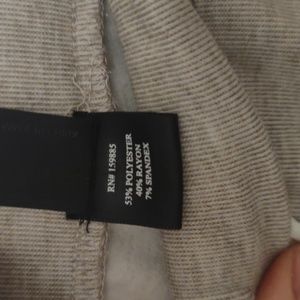 RN# 159885
53% POLYESTER
40% RAYON
7% SPANDEX